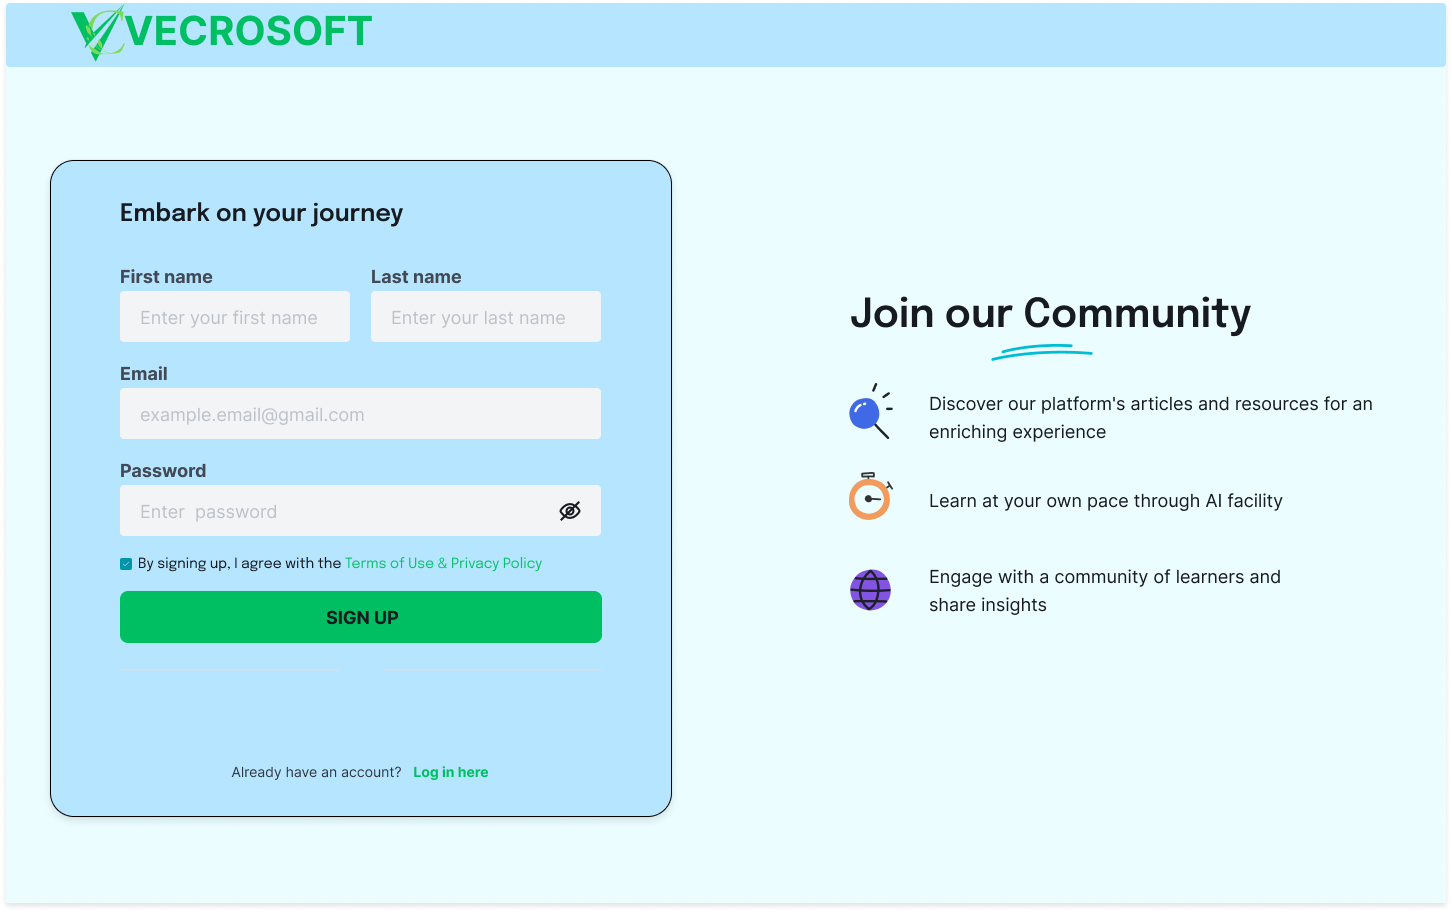 VECROSOFT
Embark on your journey
First name
Last name
Enter your first name
Enter your last name
Email
example.email@gmail.com
Password
Enter  password
By signing up, I agree with the Terms of Use & Privacy Policy
SIGN UP
Already have an account? Log in here
Join our Community
Discover our platform's articles and resources for an
enriching experience
Learn at your own pace through AI facility
Engage with a community of learners and
share insights